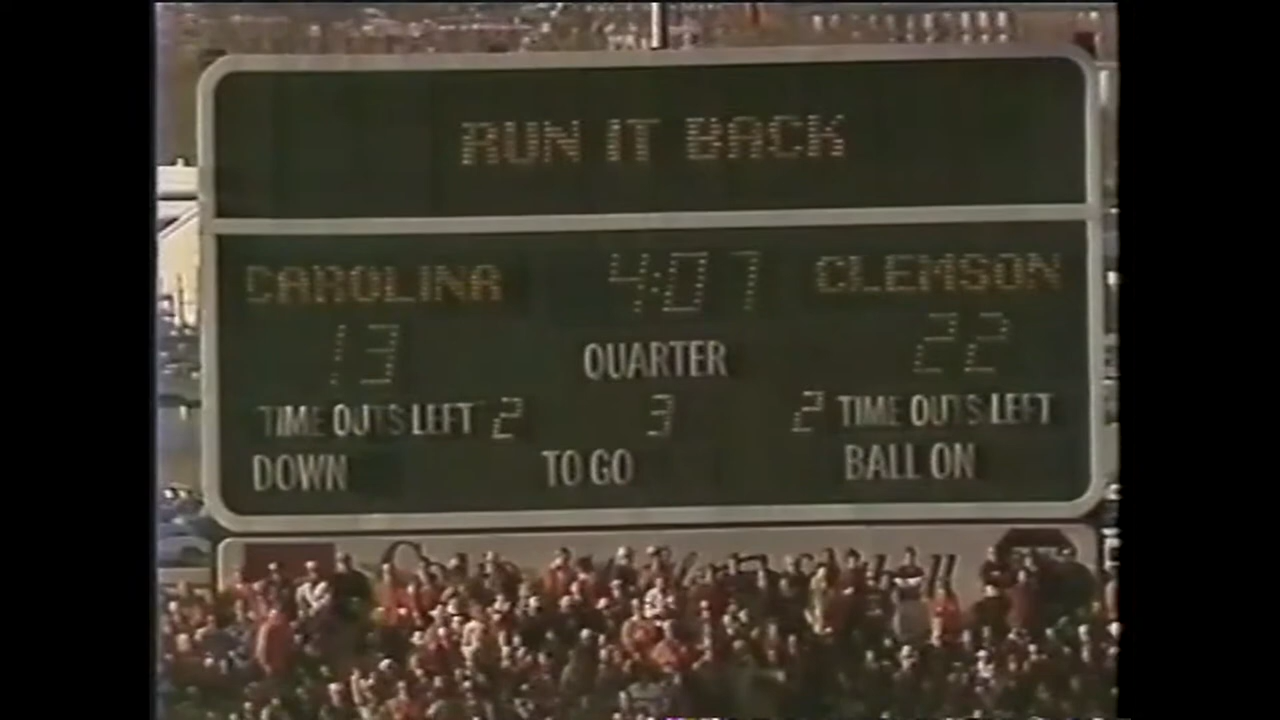 RUN IT BACK
CAROLINA 4:07 CLEMSON
13 QUARTER 22
TIME OUTS LEFT 2 3 2 TIME OUTS LEFT
DOWN TO GO BALL ON